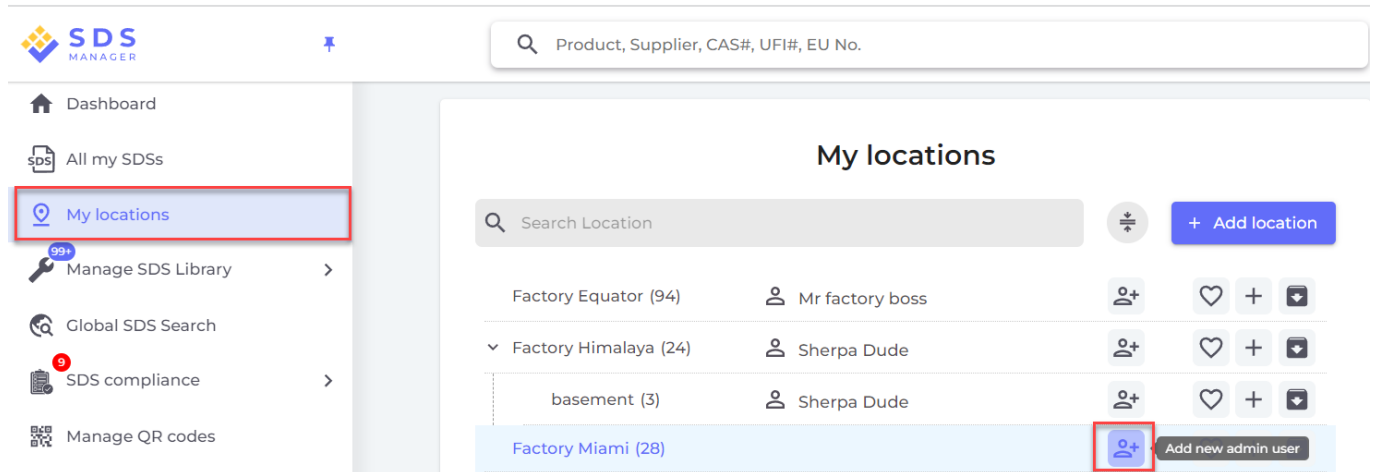 SDS
MANAGER
Product, Supplier, CAS#, UFI#, EU No.
Dashboard
SDS
All my SDSs
My locations
99+
Manage SDS Library
Global SDS Search
9
SDS compliance
Manage QR codes
My locations
Search Location
+ Add location
Factory Equator (94) Mr factory boss
Factory Himalaya (24) Sherpa Dude
basement (3) Sherpa Dude
Factory Miami (28) Add new admin user